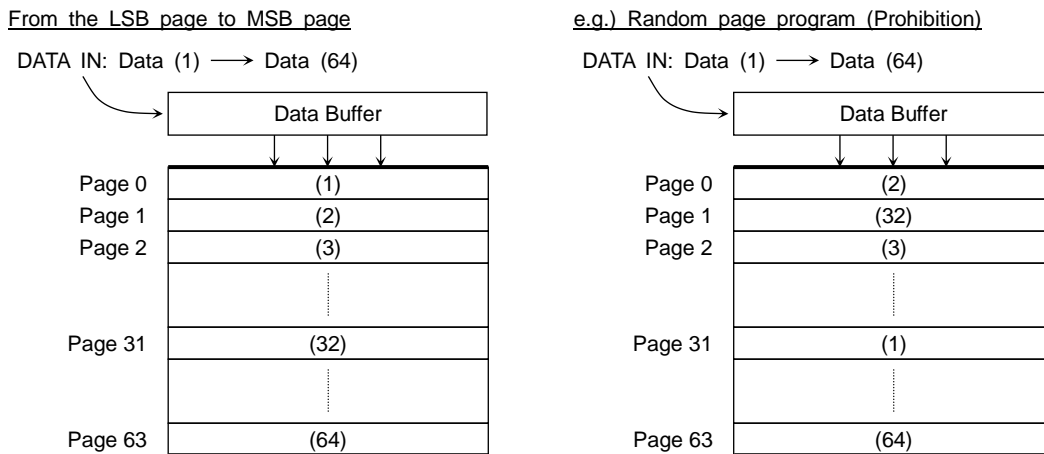 From the LSB page to MSB page
DATA IN: Data (1) → Data (64)
Data Buffer
Page 0 (1)
Page 1 (2)
Page 2 (3)
Page 31 (32)
Page 63 (64)
e.g.) Random page program (Prohibition)
DATA IN: Data (1) → Data (64)
Data Buffer
Page 0 (2)
Page 1 (32)
Page 2 (3)
Page 31 (1)
Page 63 (64)